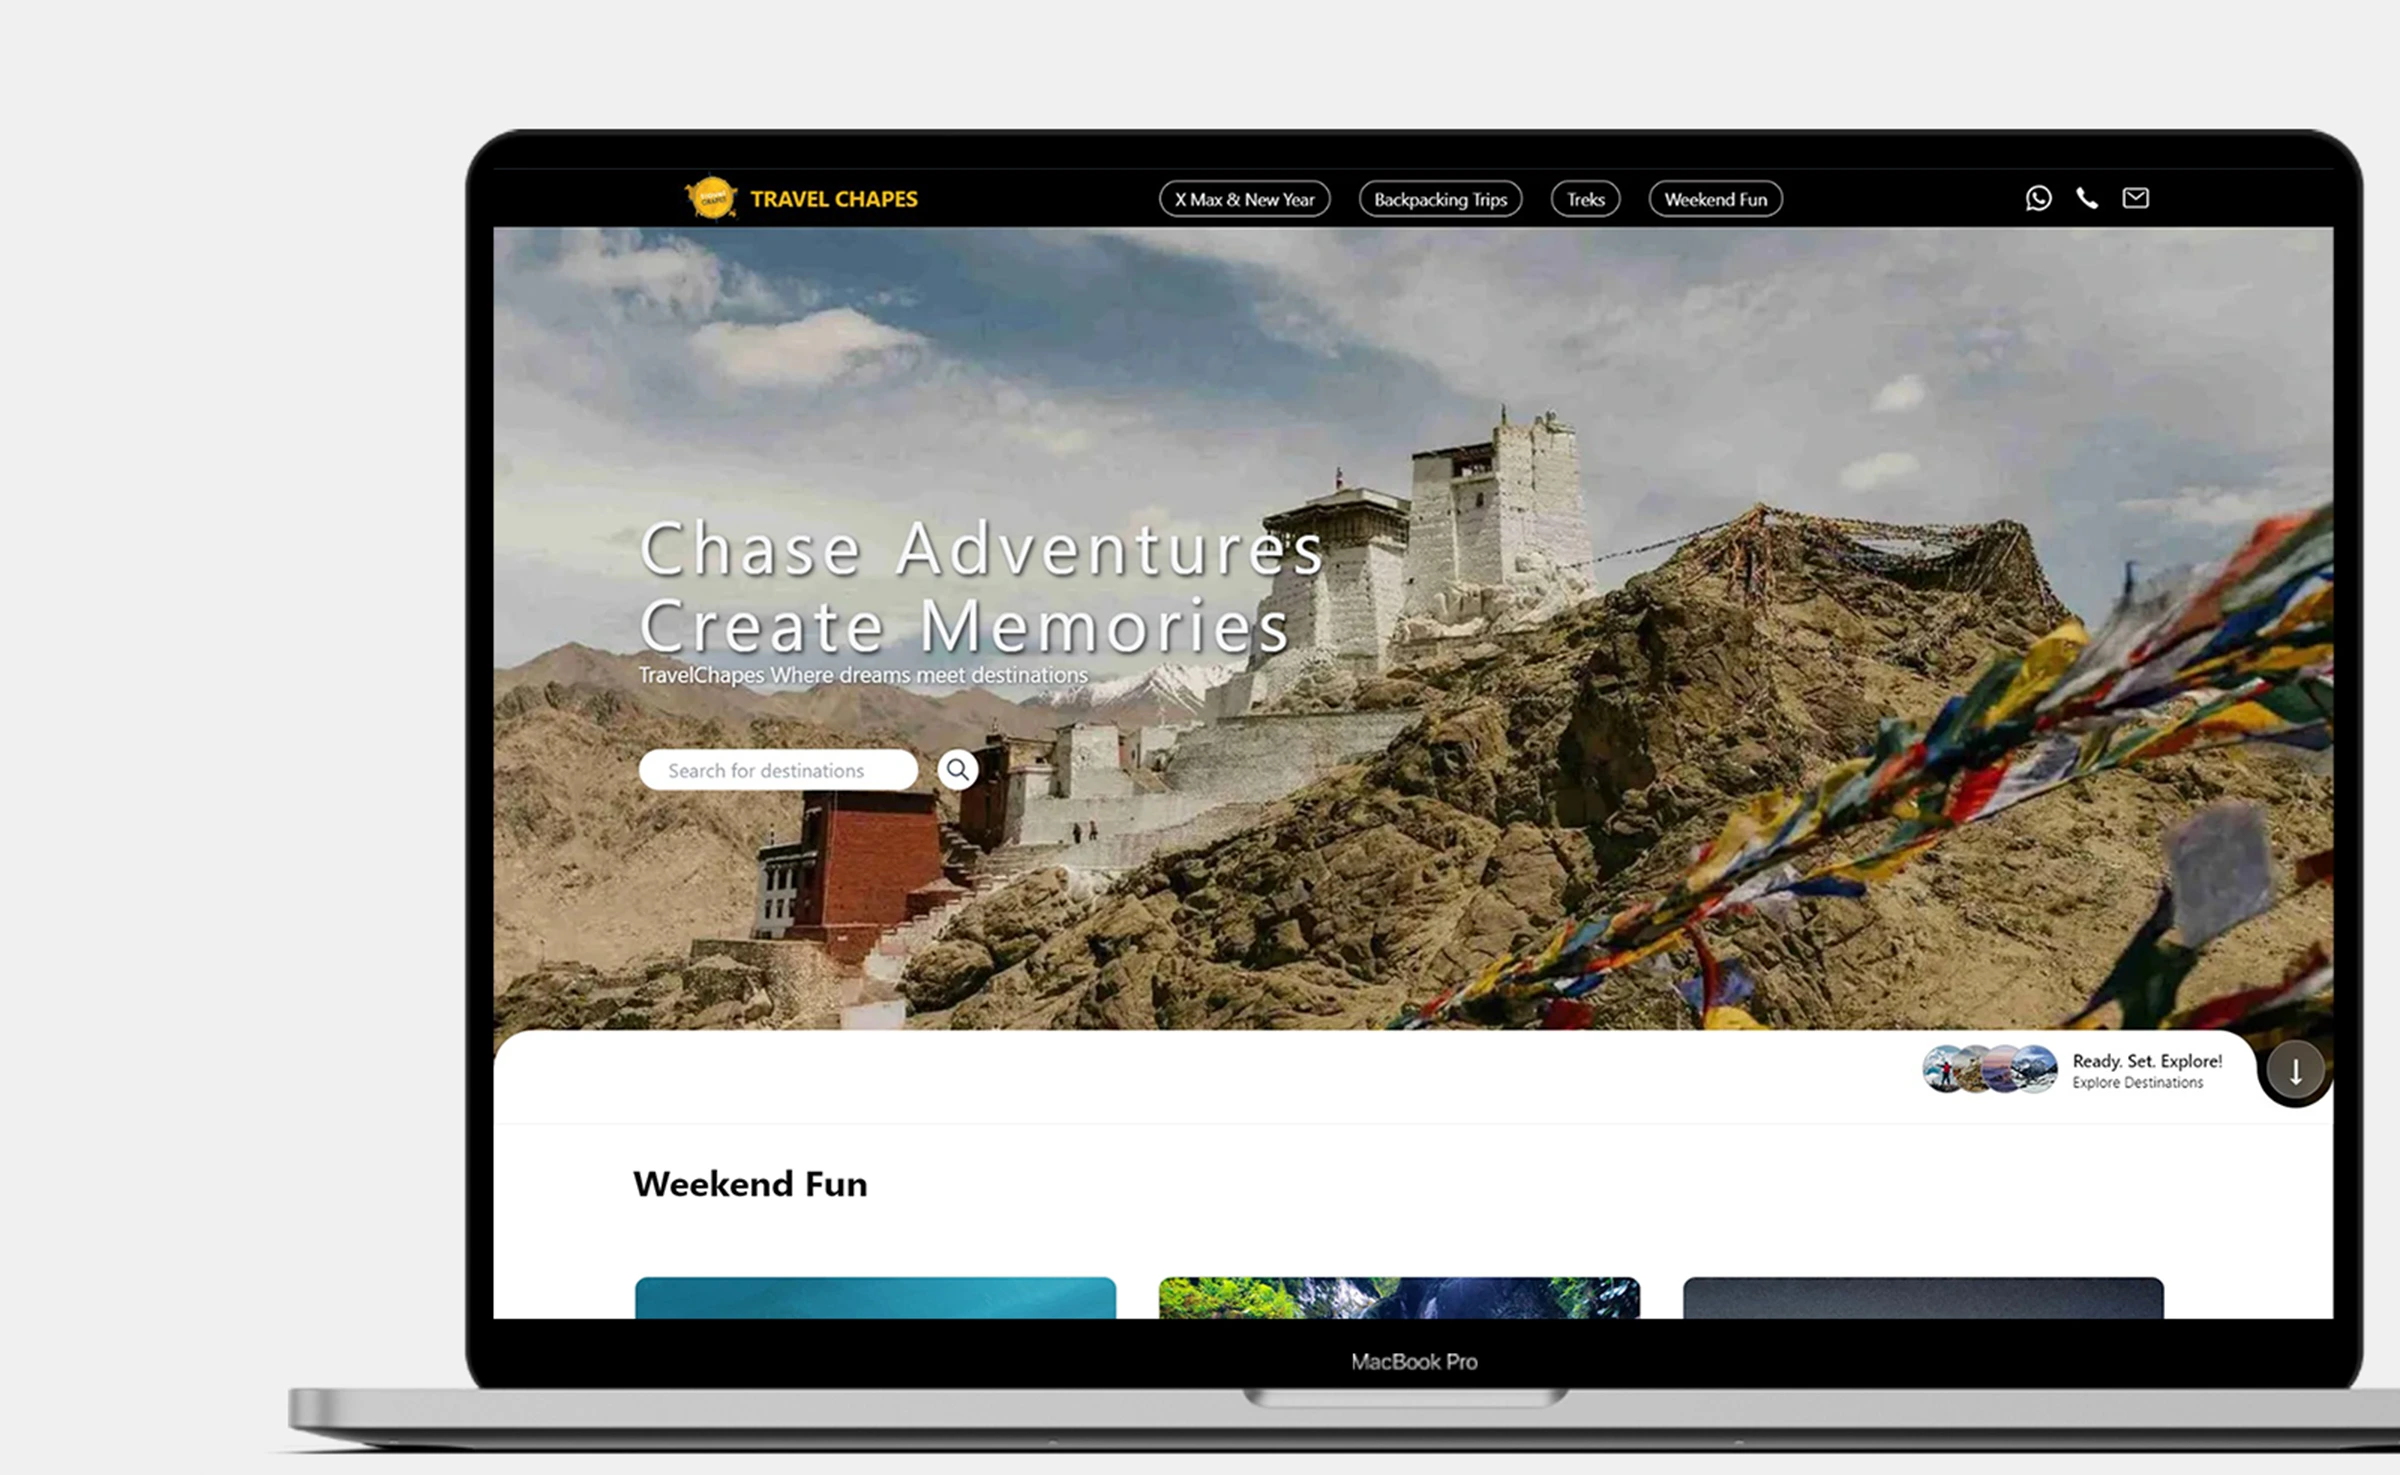 TRAVEL CHAPES
X Max & New Year
Backpacking Trips
Treks
Weekend Fun
Chase Adventures
Create Memories
TravelChapes Where dreams meet destinations
Search for destinations
Ready. Set. Explore!
Explore Destinations
Weekend Fun
MacBook Pro